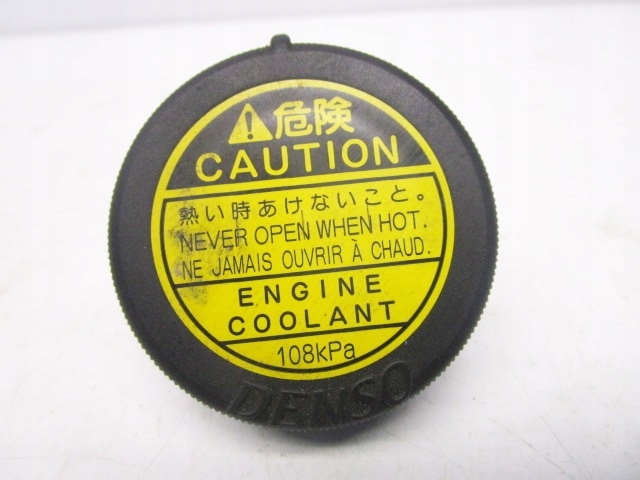 危険
CAUTION
熱い時あけないこと。
NEVER OPEN WHEN HOT.
NE JAMAIS OUVRIR À CHAUD.
ENGINE
COOLANT
108kPa
DENSO